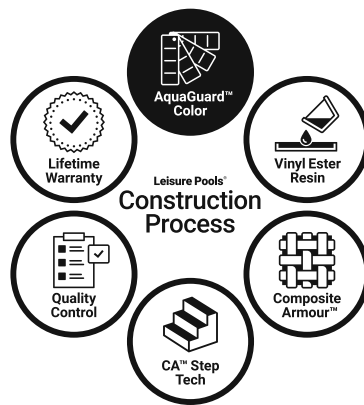 AquaGuard™
Color
Lifetime
Warranty
Vinyl Ester
Resin
Leisure Pools®
Construction
Process
Quality
Control
Composite
Armour™
CA™ Step
Tech